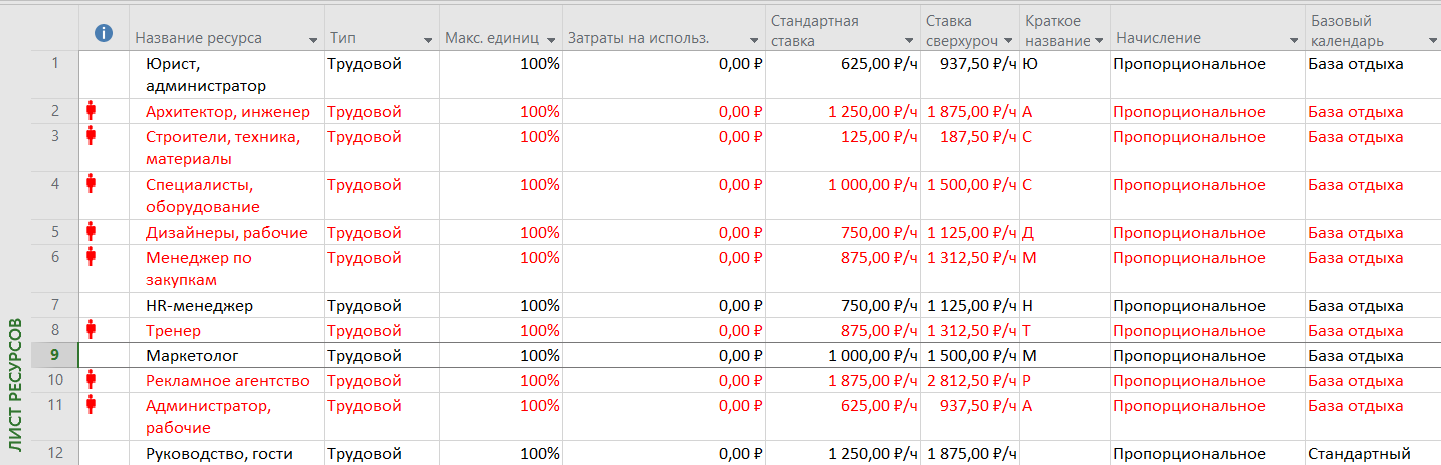 Название ресурса Тип Макс. единиц Затраты на использ. Стандартная ставка Ставка сверхуроч Краткое название Начисление Базовый календарь
1 Юрист, администратор Трудовой 100% 0,00 ₽ 625,00 ₽/ч 937,50 ₽/ч Ю Пропорциональное База отдыха
2 Архитектор, инженер Трудовой 100% 0,00 ₽ 1 250,00 ₽/ч 1 875,00 ₽/ч А Пропорциональное База отдыха
3 Строители, техника, материалы Трудовой 100% 0,00 ₽ 125,00 ₽/ч 187,50 ₽/ч С Пропорциональное База отдыха
4 Специалисты, оборудование Трудовой 100% 0,00 ₽ 1 000,00 ₽/ч 1 500,00 ₽/ч С Пропорциональное База отдыха
5 Дизайнеры, рабочие Трудовой 100% 0,00 ₽ 750,00 ₽/ч 1 125,00 ₽/ч Д Пропорциональное База отдыха
6 Менеджер по закупкам Трудовой 100% 0,00 ₽ 875,00 ₽/ч 1 312,50 ₽/ч М Пропорциональное База отдыха
7 HR-менеджер Трудовой 100% 0,00 ₽ 750,00 ₽/ч 1 125,00 ₽/ч H Пропорциональное База отдыха
8 Тренер Трудовой 100% 0,00 ₽ 875,00 ₽/ч 1 312,50 ₽/ч Т Пропорциональное База отдыха
9 Маркетолог Трудовой 100% 0,00 ₽ 1 000,00 ₽/ч 1 500,00 ₽/ч М Пропорциональное База отдыха
10 Рекламное агентство Трудовой 100% 0,00 ₽ 1 875,00 ₽/ч 2 812,50 ₽/ч Р Пропорциональное База отдыха
11 Администратор, рабочие Трудовой 100% 0,00 ₽ 625,00 ₽/ч 937,50 ₽/ч А Пропорциональное База отдыха
12 Руководство, гости Трудовой 100% 0,00 ₽ 1 250,00 ₽/ч 1 875,00 ₽/ч Пропорциональное Стандартный
ЛИСТ РЕСУРСОВ